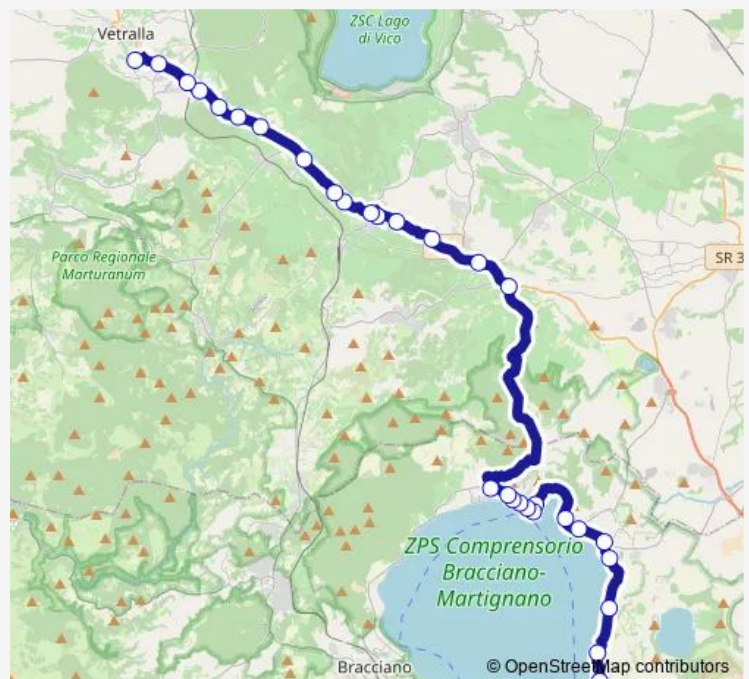 Vetralla
ZSC Lago
di Vico
Parco Regionale
Marturanum
SR 3
ZPS Comprensorio
Bracciano-
Martignano
Bracciano
© OpenStreetMap contributors